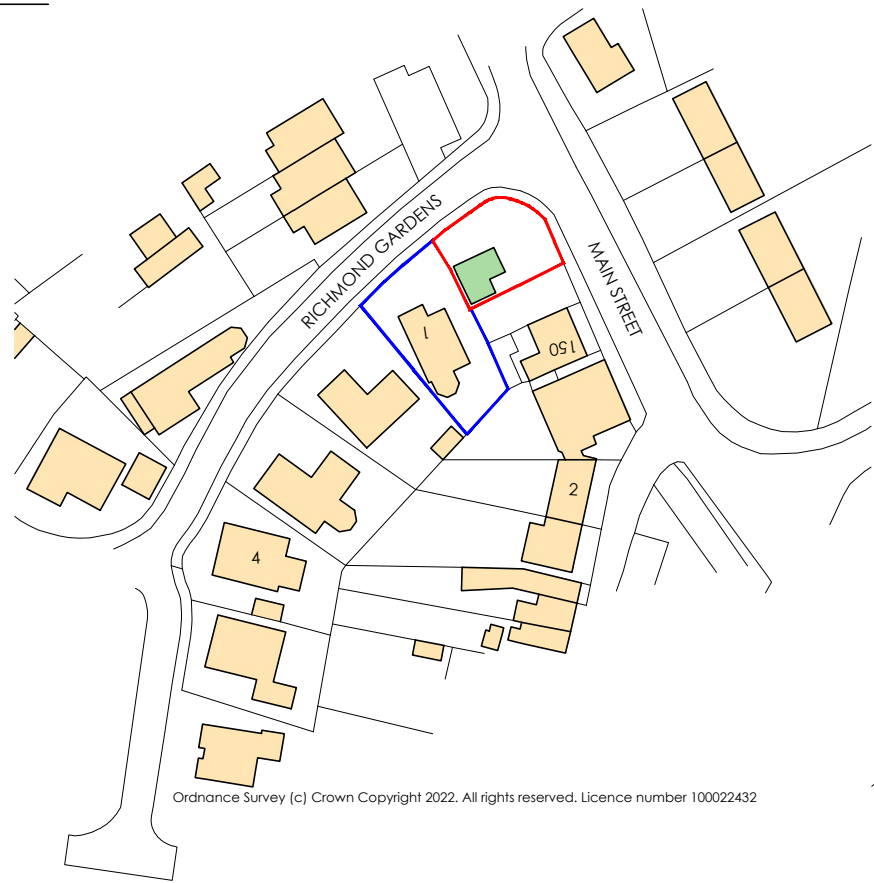 RICHMOND GARDENS
MAIN STREET
1
150
2
4
Ordnance Survey (c) Crown Copyright 2022. All rights reserved. Licence number 100022432